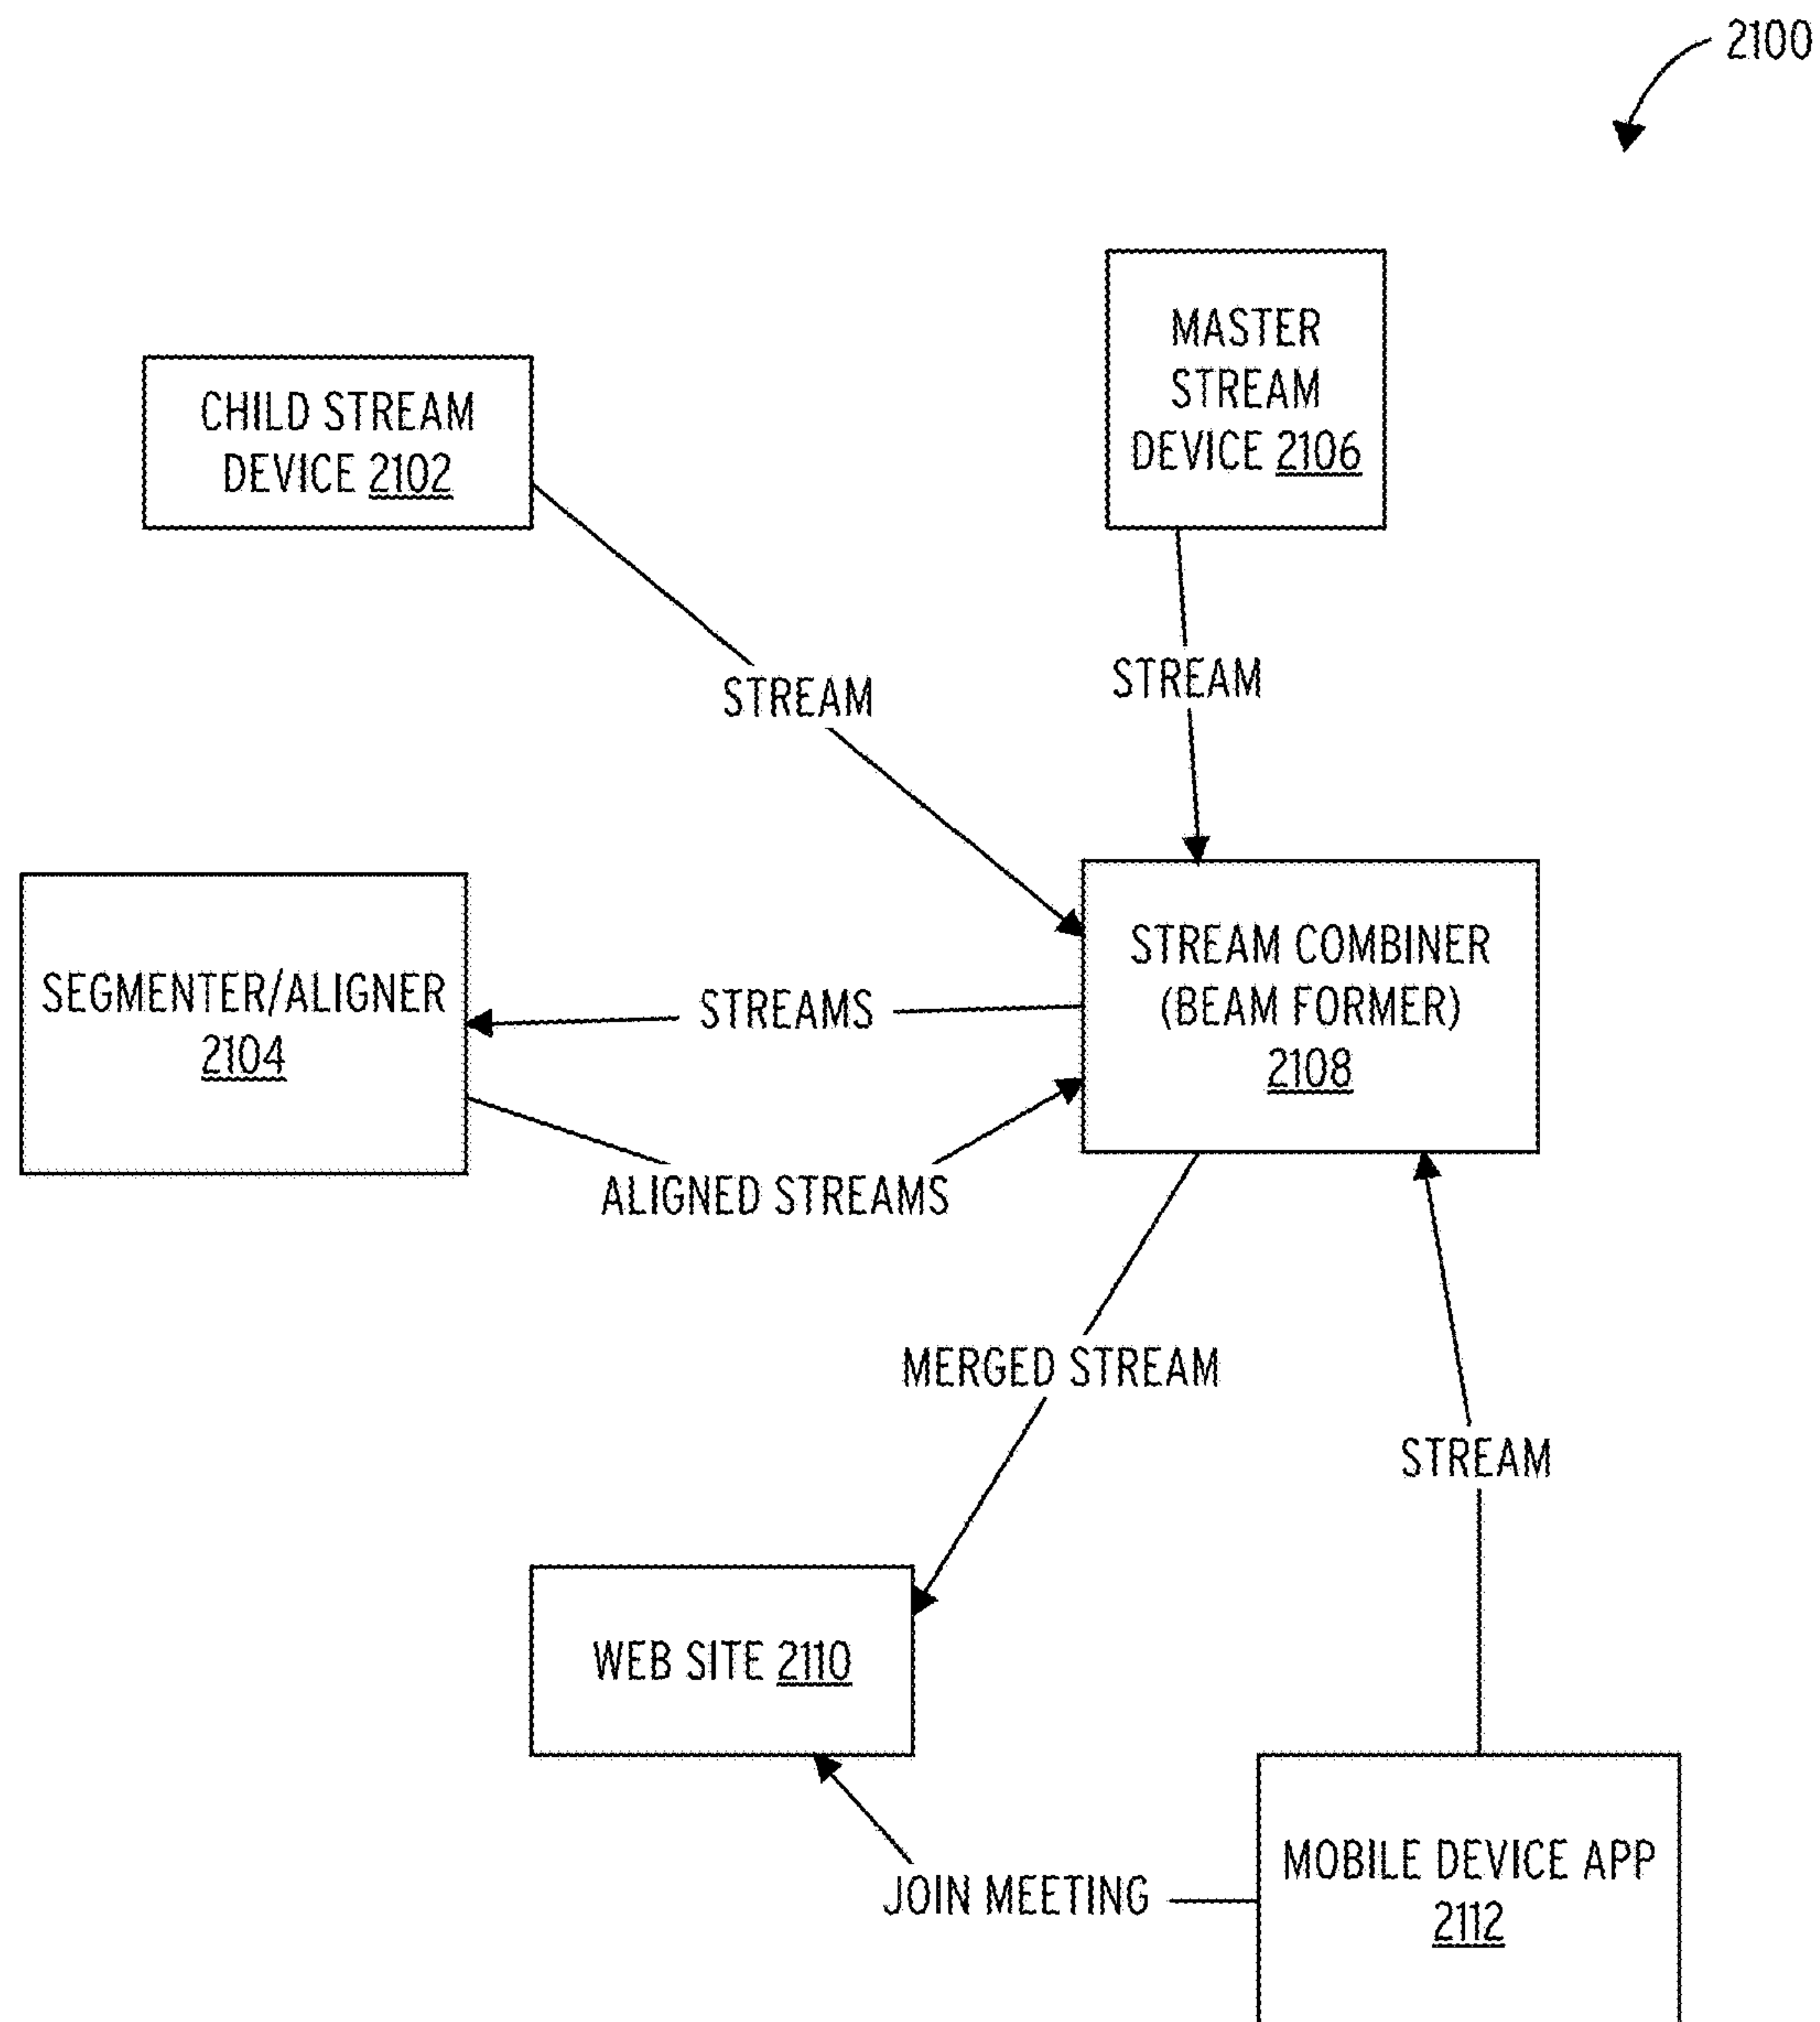 2100
MASTER
STREAM
DEVICE 2106
CHILD STREAM
DEVICE 2102
STREAM
STREAM
STREAM COMBINER
(BEAM FORMER)
2108
SEGMENTER/ALIGNER
2104
STREAMS
ALIGNED STREAMS
MERGED STREAM
STREAM
WEB SITE 2110
MOBILE DEVICE APP
2112
JOIN MEETING